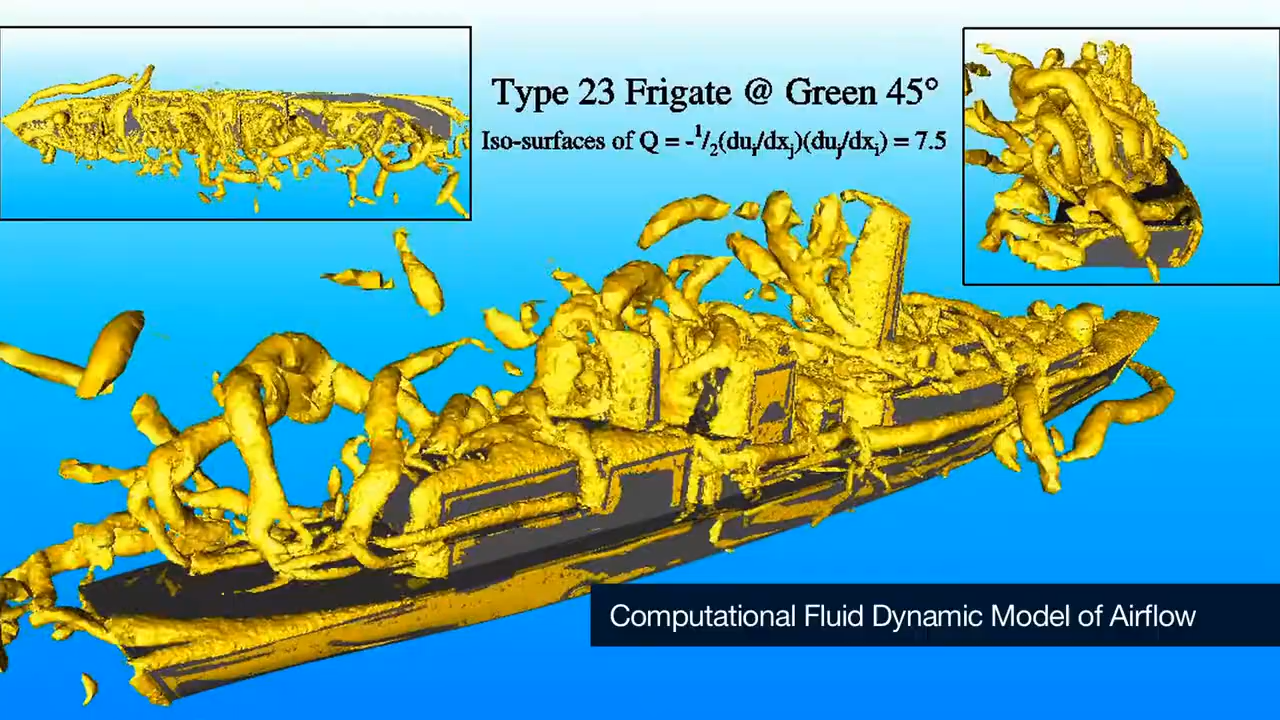 Type 23 Frigate @ Green 45°
Iso-surfaces of Q = -¹/₂(duᵢ/dxⱼ)(duⱼ/dxᵢ) = 7.5
Computational Fluid Dynamic Model of Airflow